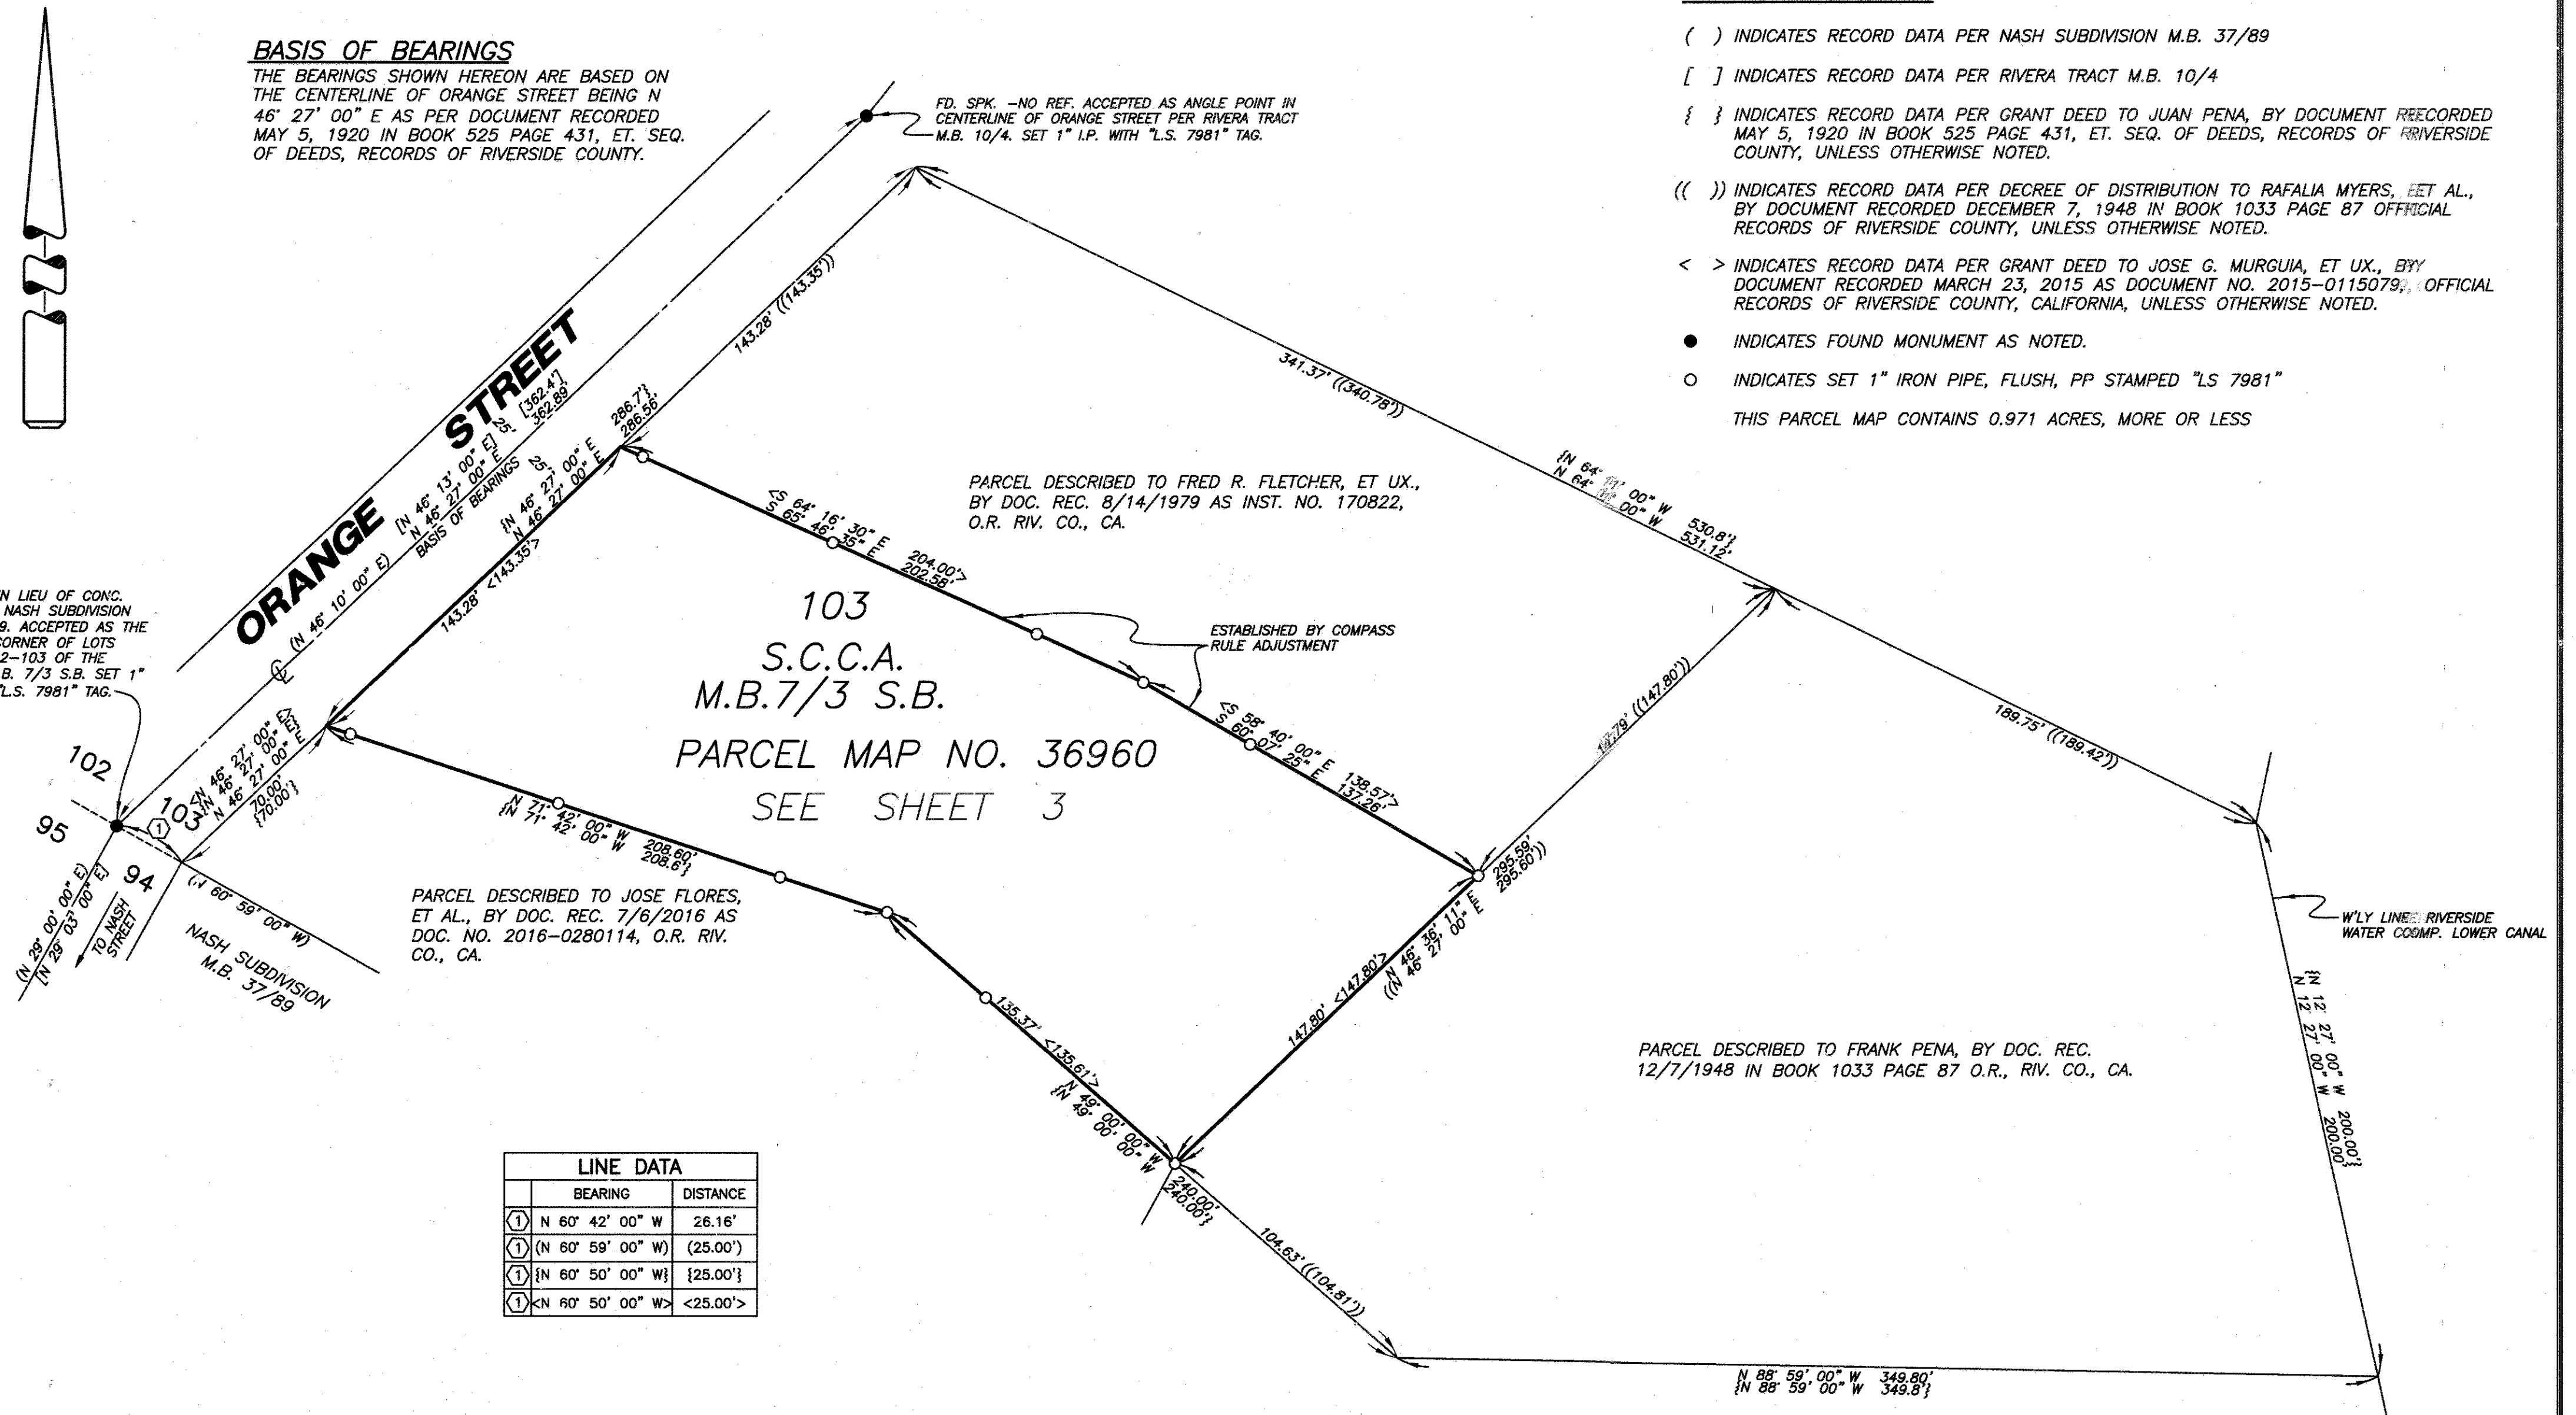 BASIS OF BEARINGS
THE BEARINGS SHOWN HEREON ARE BASED ON
THE CENTERLINE OF ORANGE STREET BEING N
46° 27' 00" E AS PER DOCUMENT RECORDED
MAY 5, 1920 IN BOOK 525 PAGE 431, ET. SEQ.
OF DEEDS, RECORDS OF RIVERSIDE COUNTY.
FD. SPK. -NO REF. ACCEPTED AS ANGLE POINT IN
CENTERLINE OF ORANGE STREET PER RIVERA TRACT
M.B. 10/4. SET 1" I.P. WITH "L.S. 7981" TAG.
( ) INDICATES RECORD DATA PER NASH SUBDIVISION M.B. 37/89
[ ] INDICATES RECORD DATA PER RIVERA TRACT M.B. 10/4
{ } INDICATES RECORD DATA PER GRANT DEED TO JUAN PENA, BY DOCUMENT RECORDED
MAY 5, 1920 IN BOOK 525 PAGE 431, ET. SEQ. OF DEEDS, RECORDS OF RIVERSIDE
COUNTY, UNLESS OTHERWISE NOTED.
(( )) INDICATES RECORD DATA PER DECREE OF DISTRIBUTION TO RAFALIA MYERS, ET AL.,
BY DOCUMENT RECORDED DECEMBER 7, 1948 IN BOOK 1033 PAGE 87 OFFICIAL
RECORDS OF RIVERSIDE COUNTY, UNLESS OTHERWISE NOTED.
< > INDICATES RECORD DATA PER GRANT DEED TO JOSE G. MURGUIA, ET UX., BY
DOCUMENT RECORDED MARCH 23, 2015 AS DOCUMENT NO. 2015-0115079, OFFICIAL
RECORDS OF RIVERSIDE COUNTY, CALIFORNIA, UNLESS OTHERWISE NOTED.
INDICATES FOUND MONUMENT AS NOTED.
INDICATES SET 1" IRON PIPE, FLUSH, PP STAMPED "LS 7981"
THIS PARCEL MAP CONTAINS 0.971 ACRES, MORE OR LESS
ORANGE STREET
[N 46° 13' 00" E] 25' [362.4']
N 46° 27' 00" E 362.89'
BASIS OF BEARINGS 25'
(N 46° 10' 00" E)
{N 46° 27' 00" E 286.7'}
N 46° 27' 00" E 286.56'
143.28' ((143.35'))
143.28' <143.35'>
341.37' ((340.78'))
530.8'}
531.12'
189.75' ((189.42'))
PARCEL DESCRIBED TO FRED R. FLETCHER, ET UX.,
BY DOC. REC. 8/14/1979 AS INST. NO. 170822,
O.R. RIV. CO., CA.
<S 64° 16' 30" E 204.00'>
S 65° 46' 35" E 202.58'
ESTABLISHED BY COMPASS
RULE ADJUSTMENT
<S 58° 40' 00" E 138.57'>
S 60° 07' 25" E 137.26'
((147.80'))
103
S.C.C.A.
M.B.7/3 S.B.
PARCEL MAP NO. 36960
SEE SHEET 3
N LIEU OF CONC.
NASH SUBDIVISION
9. ACCEPTED AS THE
CORNER OF LOTS
2-103 OF THE
B. 7/3 S.B. SET 1"
"L.S. 7981" TAG.
<N 46° 27' 00" E>
{N 46° 27' 00" E}
N 46° 27' 00" E
70.00'
{70.00'}
102
103
95
94
1
(N 29° 00' 00" E)
[N 29° 03' 00" E]
TO NASH
STREET
(N 60° 59' 00" W)
NASH SUBDIVISION
M.B. 37/89
N 71° 42' 00" W 208.60'
{N 71° 42' 00" W 208.6'}
PARCEL DESCRIBED TO JOSE FLORES,
ET AL., BY DOC. REC. 7/6/2016 AS
DOC. NO. 2016-0280114, O.R. RIV.
CO., CA.
135.37' <135.61'>
N 49° 00' 00" W
{N 49° 00' 00" W
240.00'
240.00'}
104.63' ((104.81'))
147.80' <147.80'>
N 46° 36' 11" E 295.59'
((N 46° 27' 00" E 295.60'))
W'LY LINE RIVERSIDE
WATER COMP. LOWER CANAL
{N 12° 27' 00" W 200.00'}
N 12° 27' 00" W 200.00'
PARCEL DESCRIBED TO FRANK PENA, BY DOC. REC.
12/7/1948 IN BOOK 1033 PAGE 87 O.R., RIV. CO., CA.
N 88° 59' 00" W 349.80'
{N 88° 59' 00" W 349.8'}
LINE DATA
BEARING DISTANCE
1 N 60° 42' 00" W 26.16'
1 (N 60° 59' 00" W) (25.00')
1 {N 60° 50' 00" W} {25.00'}
1 <N 60° 50' 00" W> <25.00'>